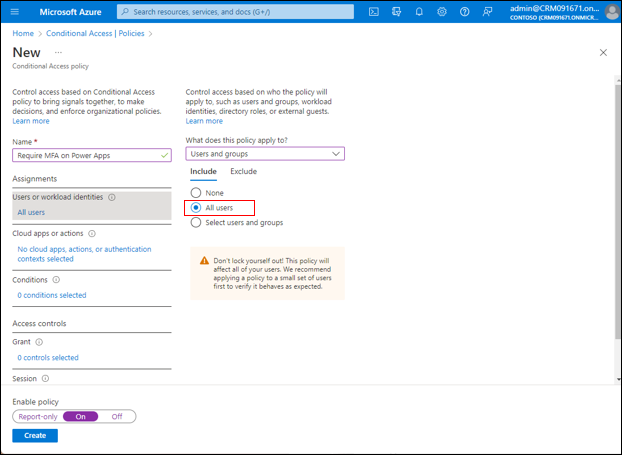 Microsoft Azure
Search resources, services, and docs (G+/)
admin@CRM091671.on...
CONTOSO (CRM091671.ONMICR...
Home > Conditional Access | Policies >
New ...
Conditional Access policy
Control access based on Conditional Access
policy to bring signals together, to make
decisions, and enforce organizational policies.
Learn more
Name *
Require MFA on Power Apps
Assignments
Users or workload identities
All users
Cloud apps or actions
No cloud apps, actions, or authentication
contexts selected
Conditions
0 conditions selected
Access controls
Grant
0 controls selected
Session
Control access based on who the policy will
apply to, such as users and groups, workload
identities, directory roles, or external guests.
Learn more
What does this policy apply to?
Users and groups
Include Exclude
None
All users
Select users and groups
Don't lock yourself out! This policy will
affect all of your users. We recommend
applying a policy to a small set of users
first to verify it behaves as expected.
Enable policy
Report-only On Off
Create